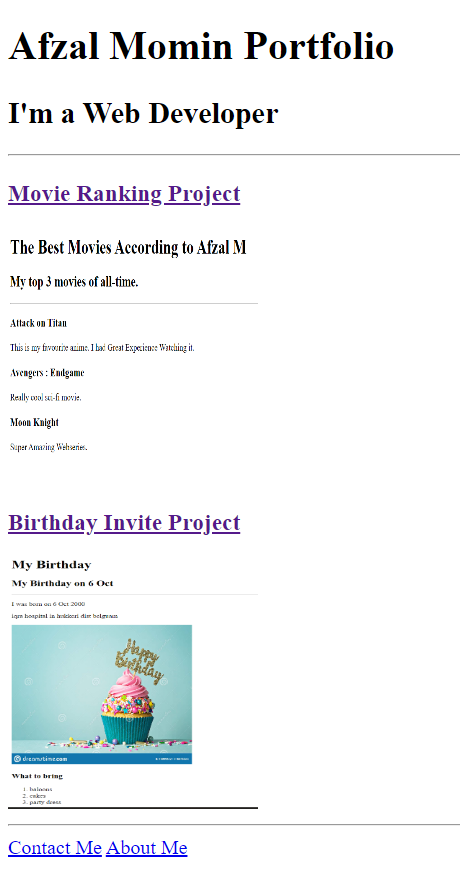 Afzal Momin Portfolio
I'm a Web Developer
Movie Ranking Project
The Best Movies According to Afzal M
My top 3 movies of all-time.
Attack on Titan
This is my favourite anime. I had Great Experience Watching it.
Avengers : Endgame
Really cool sci-fi movie.
Moon Knight
Super Amazing Webseries.
Birthday Invite Project
My Birthday
My Birthday on 6 Oct
I was born on 6 Oct 2000
iqra hospital in hukkeri dist belgavam
Happy
Birthday
dreamstime.com
What to bring
1. baloons
2. cakes
3. party dress
Contact Me About Me